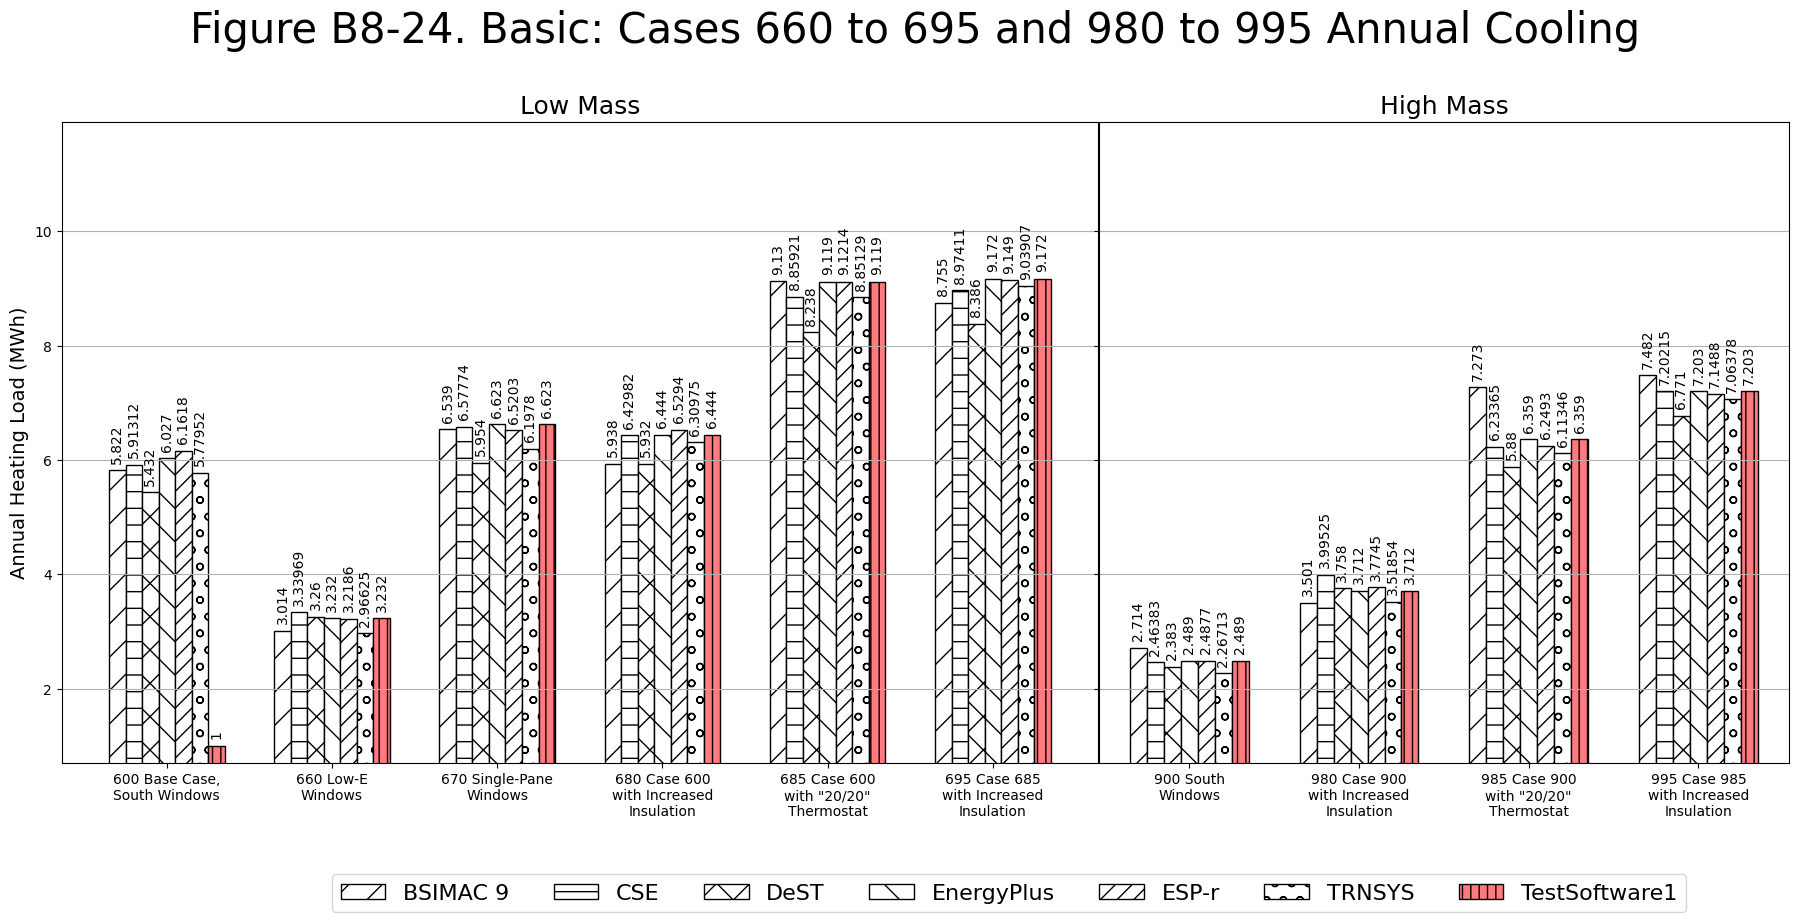 Figure B8-24. Basic: Cases 660 to 695 and 980 to 995 Annual Cooling
Low Mass
High Mass
Annual Heating Load (MWh)
10
8
6
4
2
5.822
5.91312
5.432
6.027
6.1618
5.77952
1
3.014
3.33969
3.26
3.232
3.2186
2.96625
3.232
6.539
6.57774
5.954
6.623
6.5203
6.1978
6.623
5.938
6.42982
5.932
6.444
6.5294
6.30975
6.444
9.13
8.85921
8.238
9.119
9.1214
8.85129
9.119
8.755
8.97411
8.386
9.172
9.149
9.03907
9.172
2.714
2.46383
2.383
2.489
2.4877
2.26713
2.489
3.501
3.99525
3.758
3.712
3.7745
3.51854
3.712
7.273
6.23365
5.88
6.359
6.2493
6.11346
6.359
7.482
7.20215
6.771
7.203
7.1488
7.06378
7.203
600 Base Case,
South Windows
660 Low-E
Windows
670 Single-Pane
Windows
680 Case 600
with Increased
Insulation
685 Case 600
with "20/20"
Thermostat
695 Case 685
with Increased
Insulation
900 South
Windows
980 Case 900
with Increased
Insulation
985 Case 900
with "20/20"
Thermostat
995 Case 985
with Increased
Insulation
BSIMAC 9
CSE
DeST
EnergyPlus
ESP-r
TRNSYS
TestSoftware1